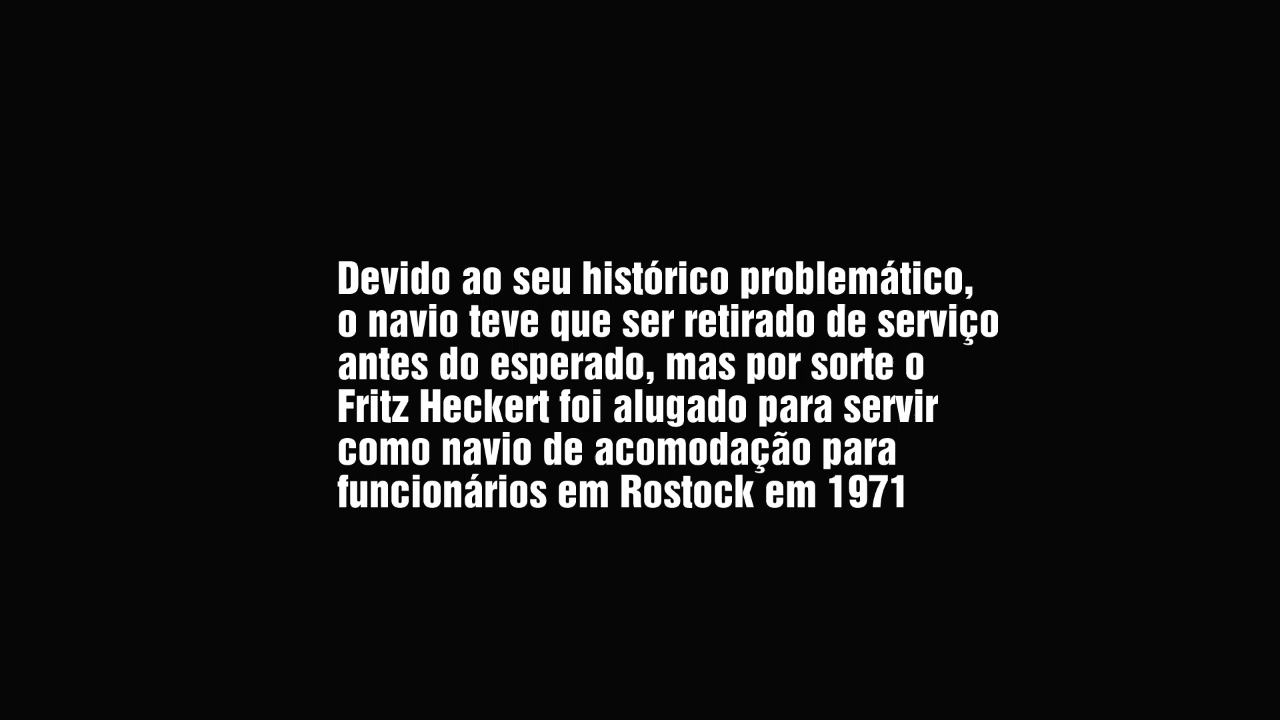 Devido ao seu histórico problemático,
o navio teve que ser retirado de serviço
antes do esperado, mas por sorte o
Fritz Heckert foi alugado para servir
como navio de acomodação para
funcionários em Rostock em 1971